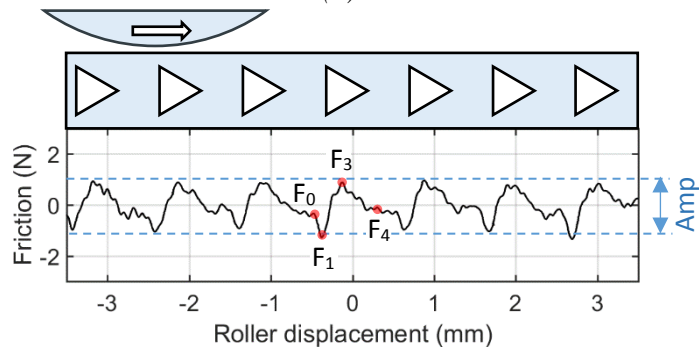 F3
F0
F4
F1
Amp
Friction (N)
2
0
-2
-3 -2 -1 0 1 2 3
Roller displacement (mm)